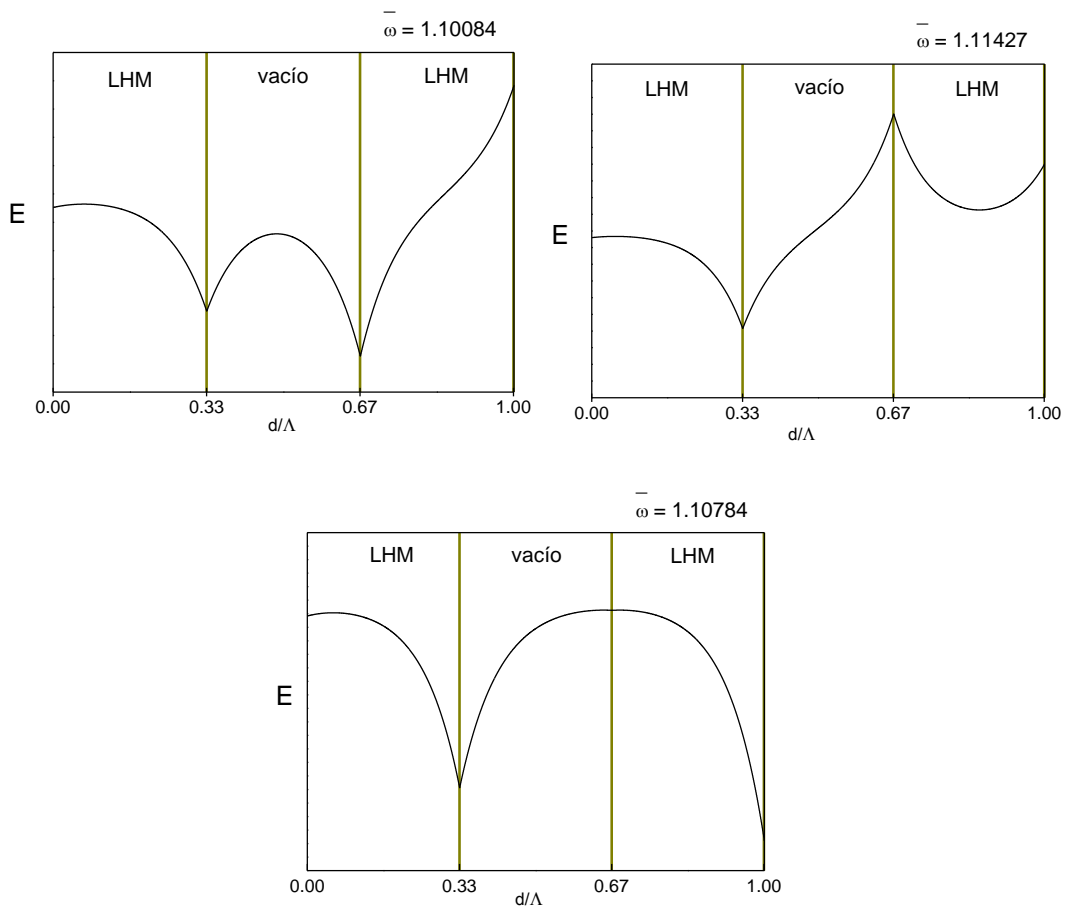 ω̅ = 1.10084
LHM vacío LHM
E
0.00 0.33 0.67 1.00
d/Λ
ω̅ = 1.11427
LHM vacío LHM
E
0.00 0.33 0.67 1.00
d/Λ
ω̅ = 1.10784
LHM vacío LHM
E
0.00 0.33 0.67 1.00
d/Λ